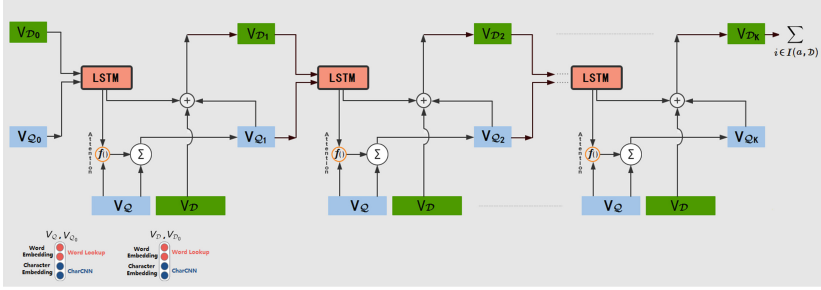 V𝒟₀ V𝒟₁ V𝒟₂ V𝒟ₖ ∑
i∈I(a,𝒟)
LSTM LSTM LSTM
+ + +
V𝒬₀ V𝒬₁ V𝒬₂ V𝒬ₖ
Attention f() Σ Attention f() Σ Attention f() Σ
V𝒬 V𝒟 V𝒬 V𝒟 V𝒬 V𝒟
V𝒬, V𝒬₀ V𝒟, V𝒟₀
Word Embedding Word Lookup Word Embedding Word Lookup
Character Embedding CharCNN Character Embedding CharCNN